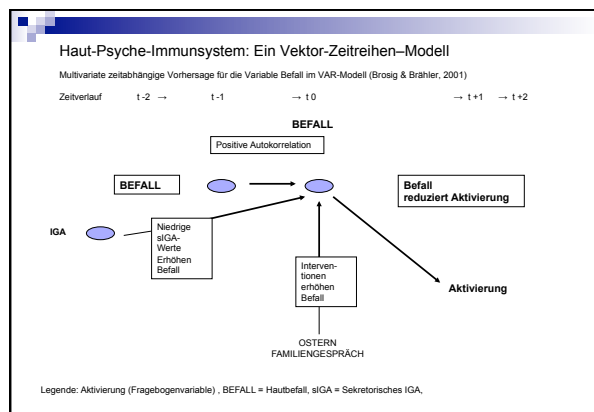 Haut-Psyche-Immunsystem: Ein Vektor-Zeitreihen–Modell
Multivariate zeitabhängige Vorhersage für die Variable Befall im VAR-Modell (Brosig & Brähler, 2001)
Zeitverlauf t -2 → t -1 → t 0 → t +1 → t +2
BEFALL
Positive Autokorrelation
BEFALL
Befall
reduziert Aktivierung
IGA
Niedrige
sIGA-
Werte
Erhöhen
Befall
Interven-
tionen
erhöhen
Befall
Aktivierung
OSTERN
FAMILIENGESPRÄCH
Legende: Aktivierung (Fragebogenvariable) , BEFALL = Hautbefall, sIGA = Sekretorisches IGA,